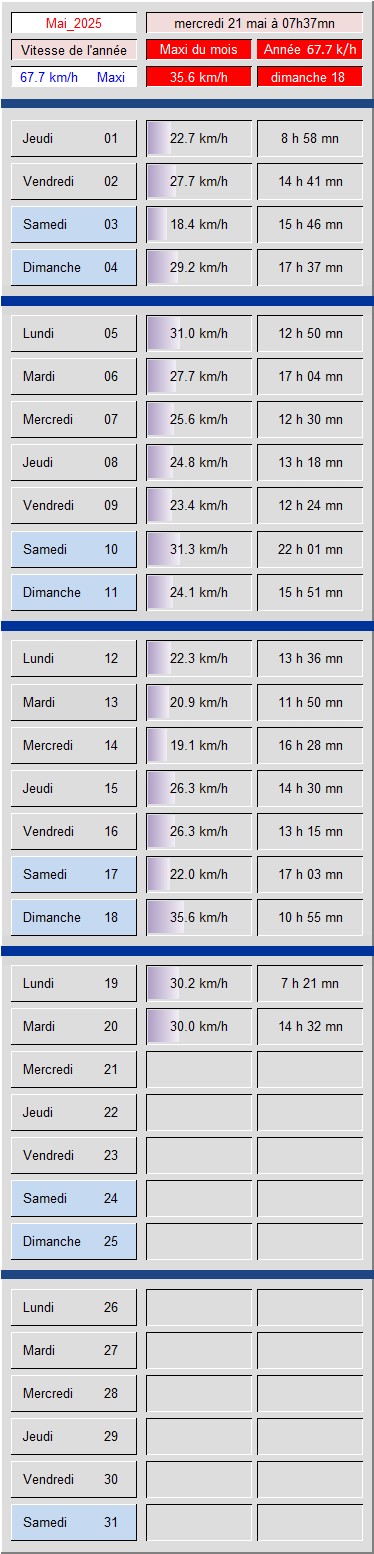 Mai_2025 mercredi 21 mai à 07h37mn
Vitesse de l'année Maxi du mois Année 67.7 k/h
67.7 km/h Maxi 35.6 km/h dimanche 18
Jeudi 01 22.7 km/h 8 h 58 mn
Vendredi 02 27.7 km/h 14 h 41 mn
Samedi 03 18.4 km/h 15 h 46 mn
Dimanche 04 29.2 km/h 17 h 37 mn
Lundi 05 31.0 km/h 12 h 50 mn
Mardi 06 27.7 km/h 17 h 04 mn
Mercredi 07 25.6 km/h 12 h 30 mn
Jeudi 08 24.8 km/h 13 h 18 mn
Vendredi 09 23.4 km/h 12 h 24 mn
Samedi 10 31.3 km/h 22 h 01 mn
Dimanche 11 24.1 km/h 15 h 51 mn
Lundi 12 22.3 km/h 13 h 36 mn
Mardi 13 20.9 km/h 11 h 50 mn
Mercredi 14 19.1 km/h 16 h 28 mn
Jeudi 15 26.3 km/h 14 h 30 mn
Vendredi 16 26.3 km/h 13 h 15 mn
Samedi 17 22.0 km/h 17 h 03 mn
Dimanche 18 35.6 km/h 10 h 55 mn
Lundi 19 30.2 km/h 7 h 21 mn
Mardi 20 30.0 km/h 14 h 32 mn
Mercredi 21
Jeudi 22
Vendredi 23
Samedi 24
Dimanche 25
Lundi 26
Mardi 27
Mercredi 28
Jeudi 29
Vendredi 30
Samedi 31